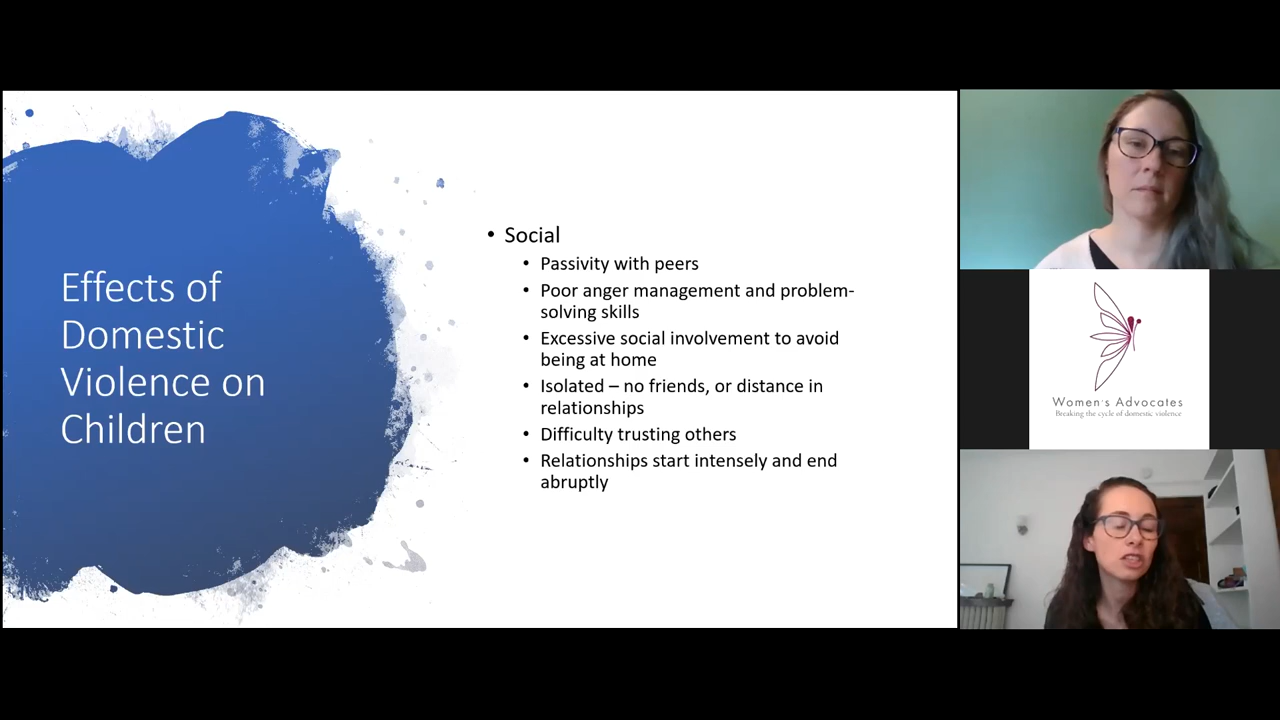 Effects of
Domestic
Violence on
Children
• Social
• Passivity with peers
• Poor anger management and problem-
solving skills
• Excessive social involvement to avoid
being at home
• Isolated – no friends, or distance in
relationships
• Difficulty trusting others
• Relationships start intensely and end
abruptly
Women's Advocates
Breaking the cycle of domestic violence